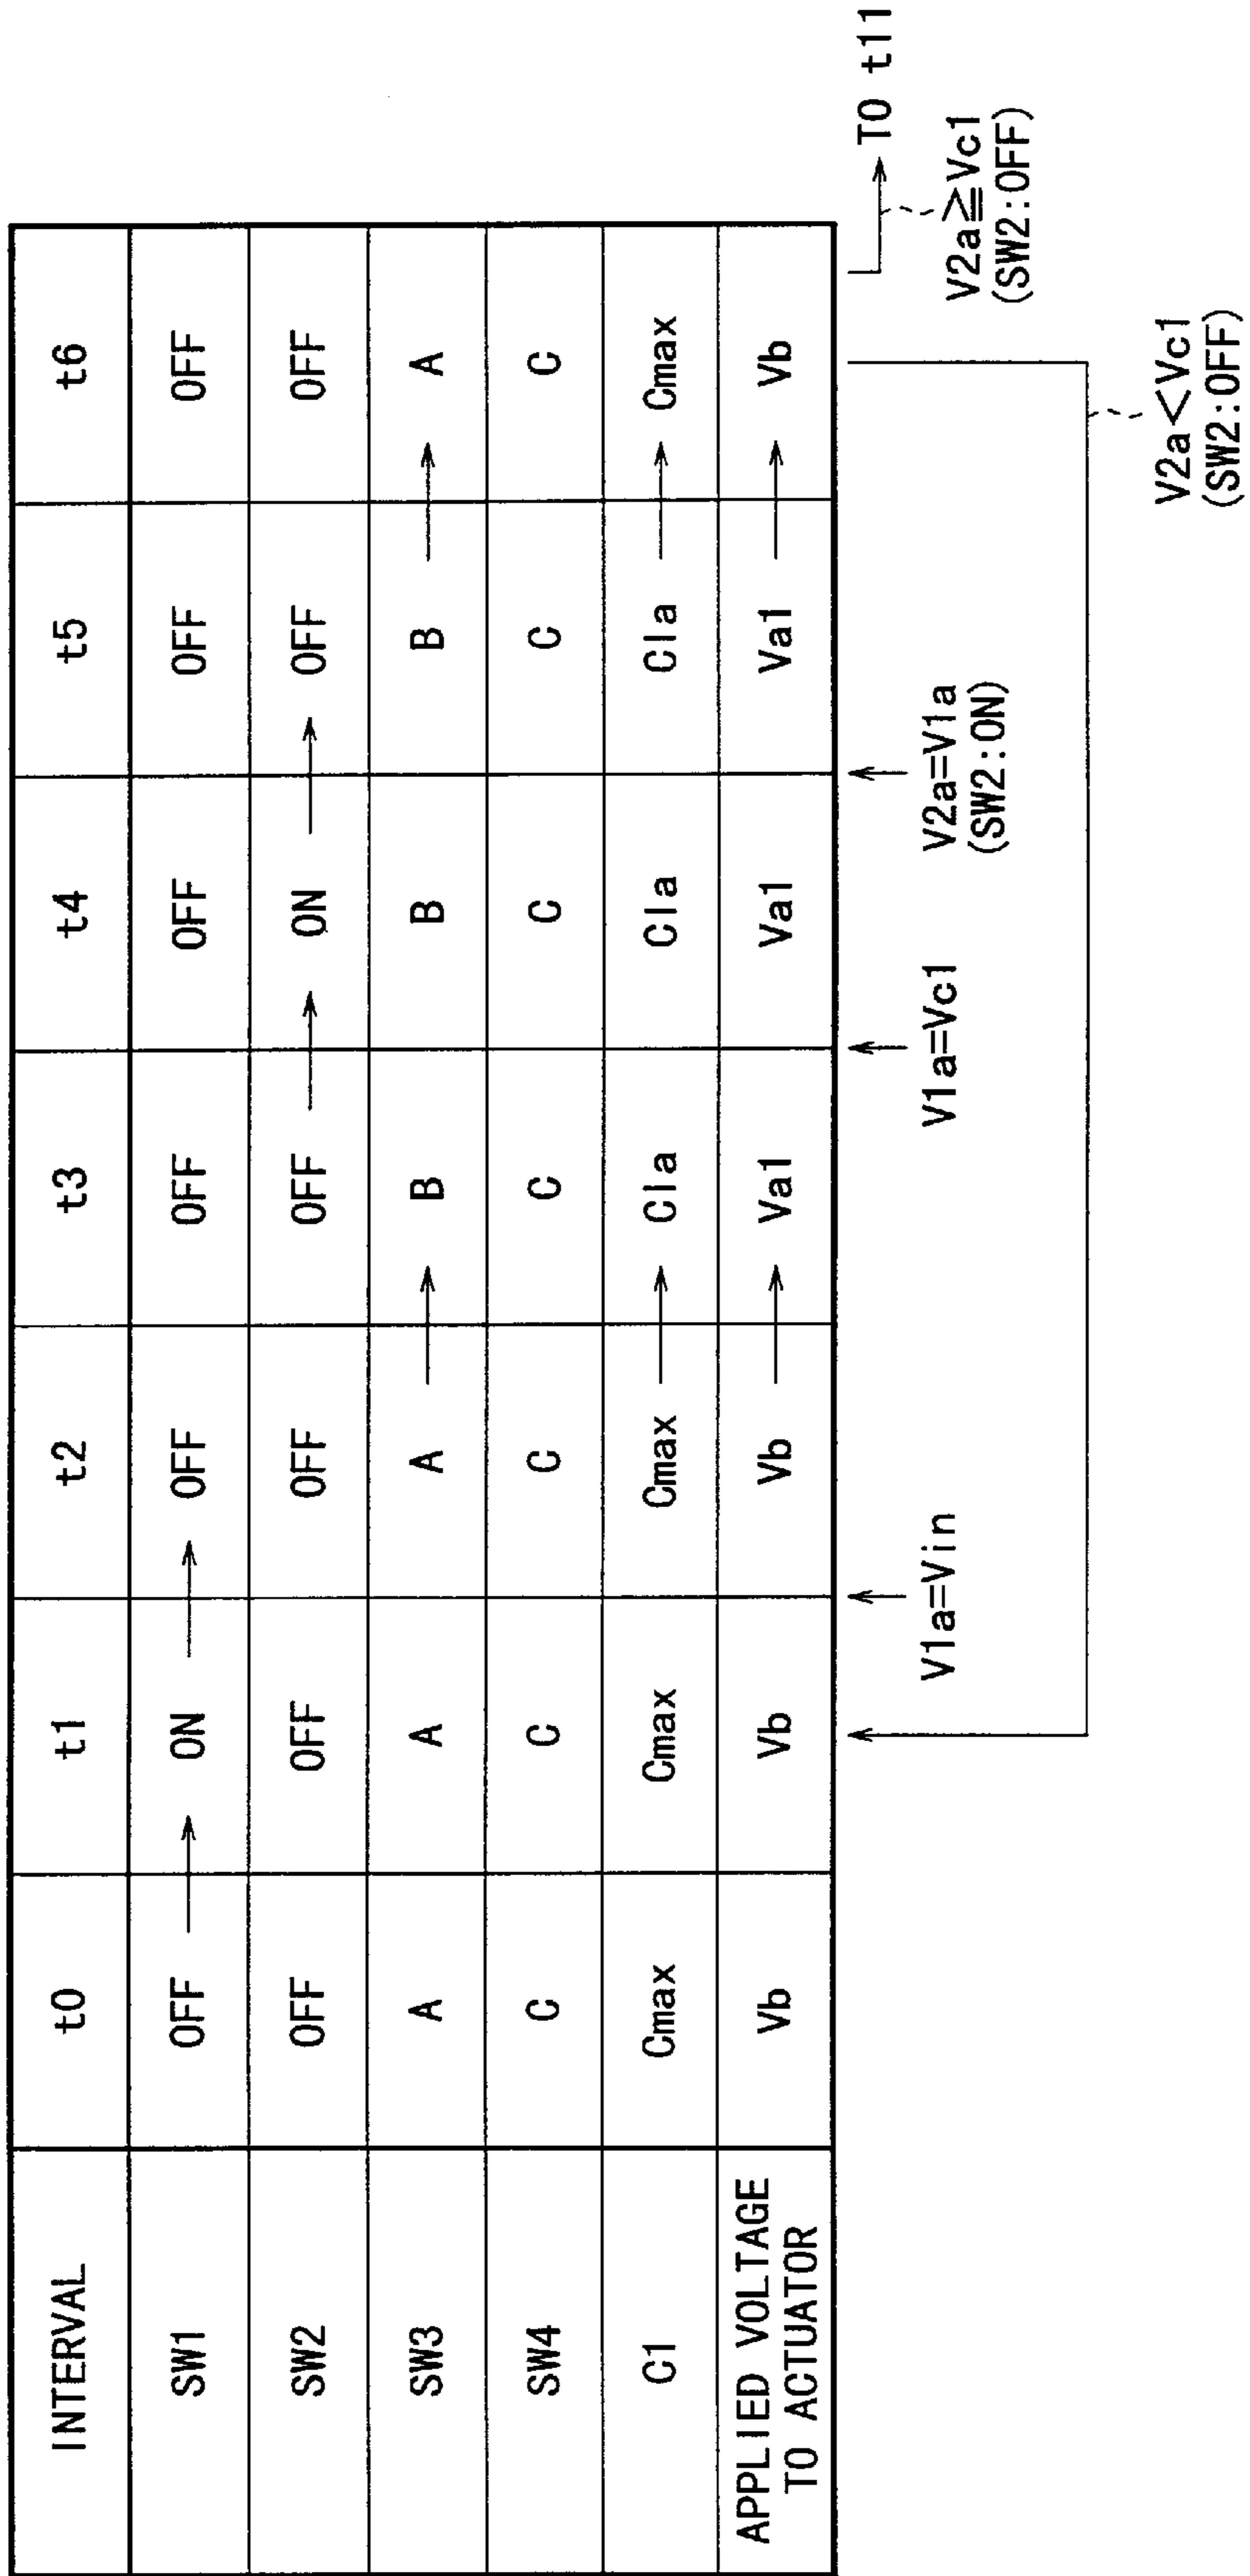 INTERVAL t0 t1 t2 t3 t4 t5 t6
SW1 OFF → ON → OFF OFF OFF OFF OFF
SW2 OFF OFF OFF OFF → ON → OFF OFF
SW3 A A A → B B B → A
SW4 C C C C C C C
C1 Cmax Cmax Cmax → Cla Cla Cla → Cmax
APPLIED VOLTAGE
TO ACTUATOR
Vb Vb Vb → Va1 Va1 Va1 → Vb
V1a=Vin
V1a=Vc1
V2a=V1a
(SW2:ON)
TO t11
V2a≧Vc1
(SW2:OFF)
V2a<Vc1
(SW2:OFF)